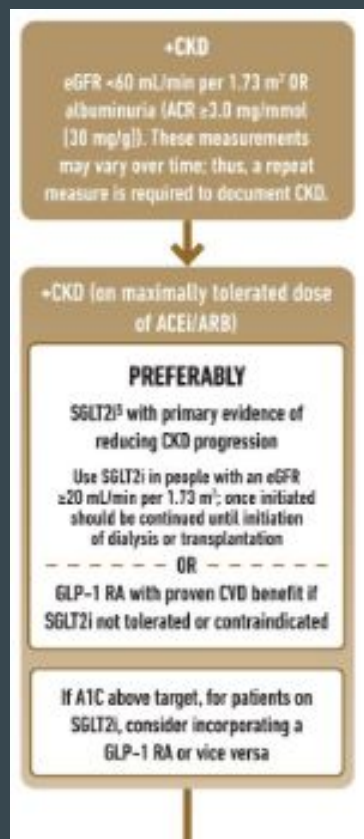 +CKD
eGFR <60 mL/min per 1.73 m² OR
albuminuria (ACR ≥3.0 mg/mmol
[30 mg/g]). These measurements
may vary over time; thus, a repeat
measure is required to document CKD.
+CKD (on maximally tolerated dose
of ACEi/ARB)
PREFERABLY
SGLT2i§ with primary evidence of
reducing CKD progression
Use SGLT2i in people with an eGFR
≥20 mL/min per 1.73 m²; once initiated
should be continued until initiation
of dialysis or transplantation
OR
GLP-1 RA with proven CVD benefit if
SGLT2i not tolerated or contraindicated
If A1C above target, for patients on
SGLT2i, consider incorporating a
GLP-1 RA or vice versa